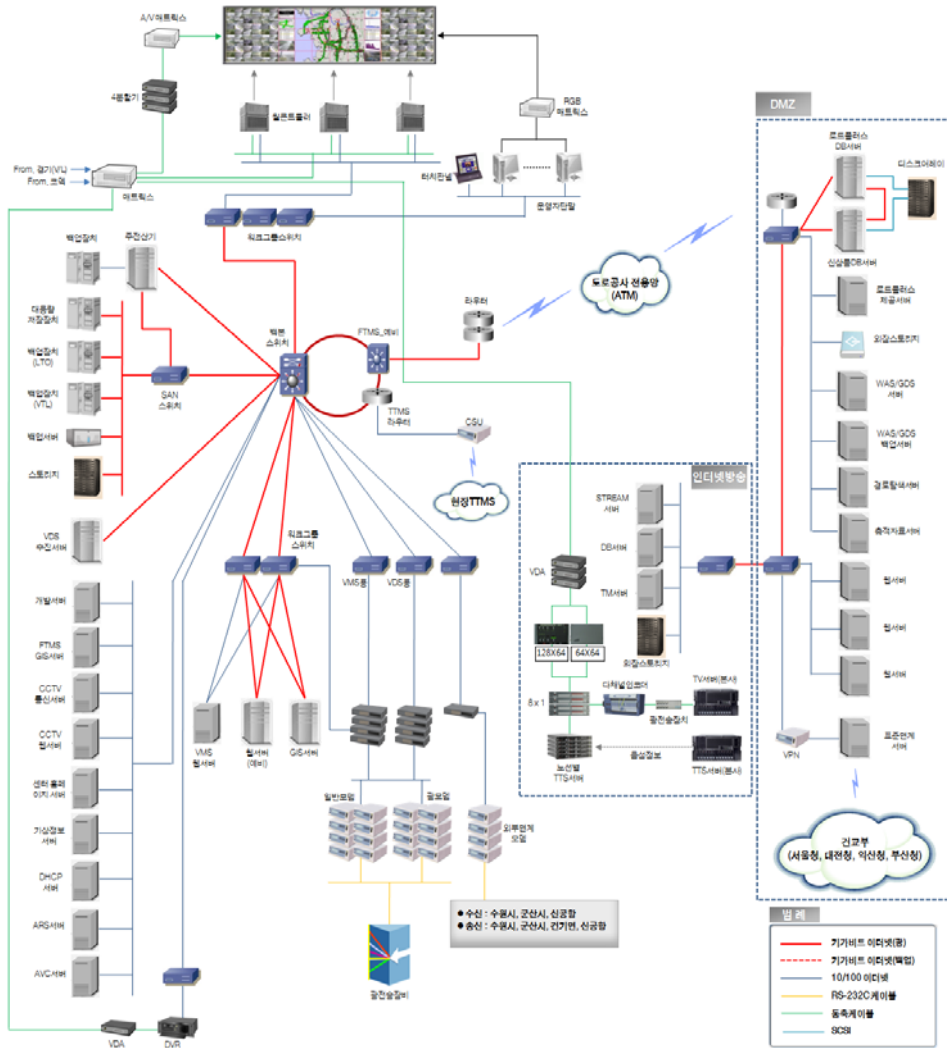 A/V 매트릭스
4분할기
월콘트롤러
RGB
매트릭스
From, 경기(V/L)
From, 코덱
매트릭스
터치판넬
운영자단말
워크그룹스위치
DMZ
로드플러스
DB서버
디스크어레이
신삼풍DB서버
백업장치
주전산기
대용량
저장장치
백업장치
(LTO)
백업장치
(VTL)
백업서버
스토리지
SAN
스위치
백본
스위치
FTMS_예비
라우터
도로공사 전용망
(ATM)
TTMS
라우터
CSU
현장TTMS
로드플러스
제공서버
외장스토리지
WAS/GDS
서버
WAS/GDS
백업서버
경로탐색서버
축적자료서버
웹서버
웹서버
웹서버
VPN
표준연계
서버
건교부
(서울청, 대전청, 익산청, 부산청)
VDS
수집서버
워크그룹
스위치
VMS용
VDS용
인터넷방송
STREAM
서버
DB서버
TM서버
외장스토리지
VDA
128X64
64X64
8 x 1
다채널인코더
광전송장치
TV서버(본사)
노선별
TTS서버
음성정보
TTS서버(본사)
개발서버
FTMS
GIS서버
CCTV
통신서버
CCTV
웹서버
센터 홈페
이지 서버
기상정보
서버
DHCP
서버
ARS서버
AVC서버
VDA
DVR
VMS
웹서버
웹서버
(예비)
GIS서버
일반모뎀
광모뎀
외부연계
모뎀
광전송장비
● 수신 : 수원시, 군산시, 신공항
● 송신 : 수원시, 군산시, 건기연, 신공항
범 례
기가비트 이더넷(광)
기가비트 이더넷(백업)
10/100 이더넷
RS-232C 케이블
동축케이블
SCSI